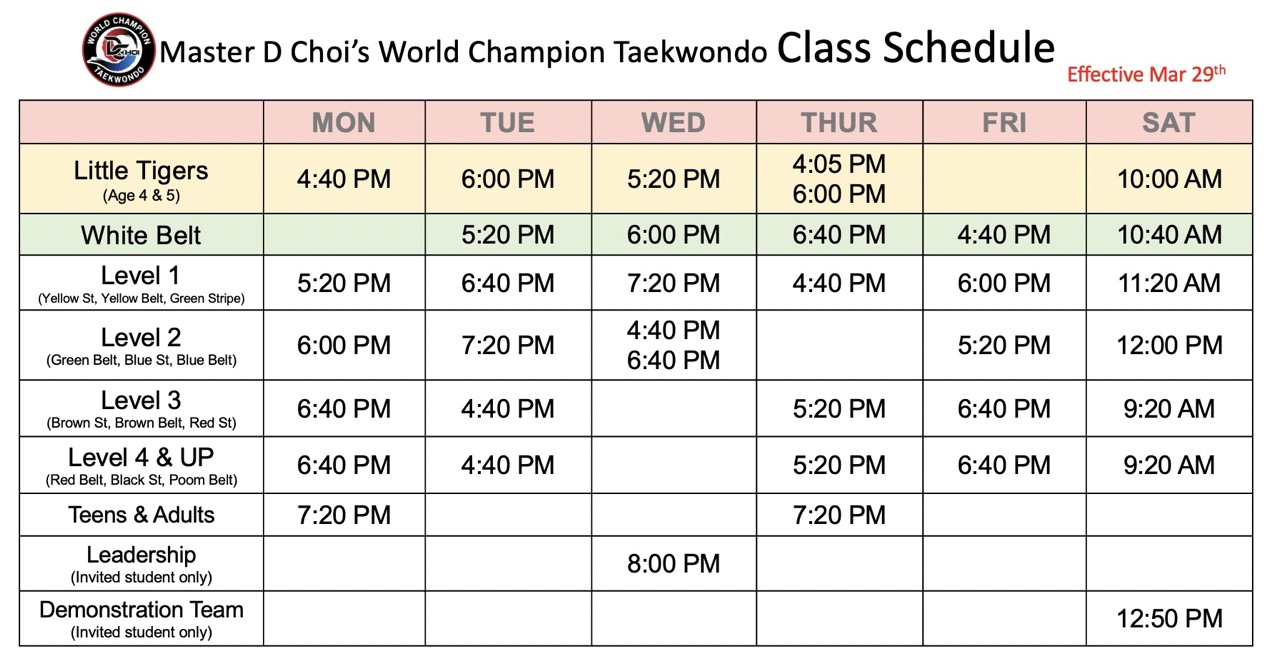 WORLD CHAMPION
DC CHOI
TAEKWONDO
Master D Choi’s World Champion Taekwondo Class Schedule
Effective Mar 29th
MON TUE WED THUR FRI SAT
Little Tigers
(Age 4 & 5)
4:40 PM 6:00 PM 5:20 PM 4:05 PM
6:00 PM
10:00 AM
White Belt 5:20 PM 6:00 PM 6:40 PM 4:40 PM 10:40 AM
Level 1
(Yellow St, Yellow Belt, Green Stripe)
5:20 PM 6:40 PM 7:20 PM 4:40 PM 6:00 PM 11:20 AM
Level 2
(Green Belt, Blue St, Blue Belt)
6:00 PM 7:20 PM 4:40 PM
6:40 PM
5:20 PM 12:00 PM
Level 3
(Brown St, Brown Belt, Red St)
6:40 PM 4:40 PM 5:20 PM 6:40 PM 9:20 AM
Level 4 & UP
(Red Belt, Black St, Poom Belt)
6:40 PM 4:40 PM 5:20 PM 6:40 PM 9:20 AM
Teens & Adults 7:20 PM 7:20 PM
Leadership
(Invited student only)
8:00 PM
Demonstration Team
(Invited student only)
12:50 PM